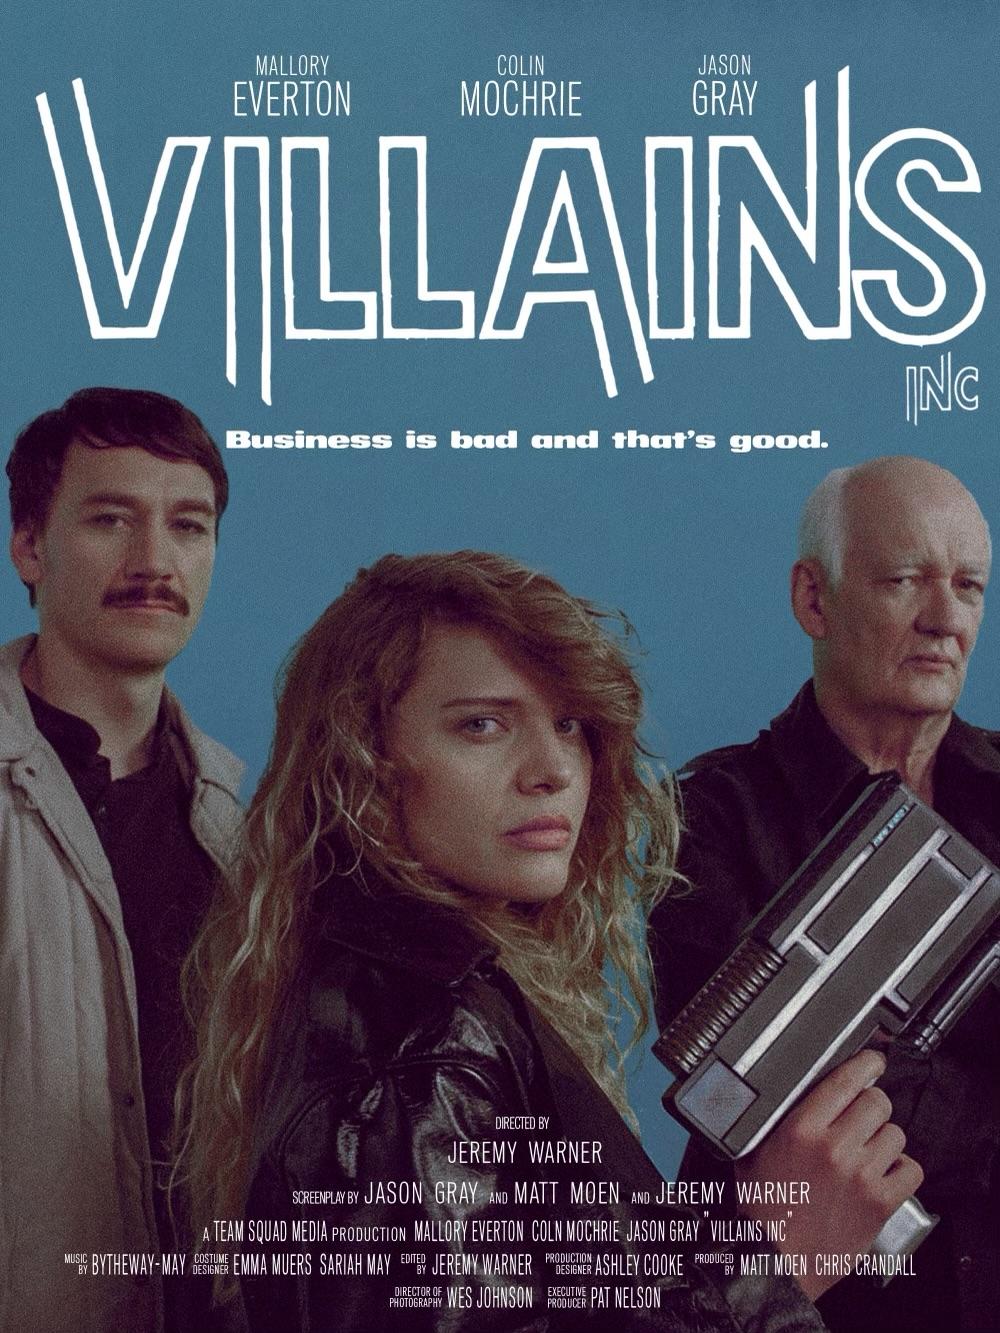 MALLORY EVERTON
COLIN MOCHRIE
JASON GRAY
VILLAINS
INC
Business is bad and that's good.
DIRECTED BY
JEREMY WARNER
SCREENPLAY BY JASON GRAY AND MATT MOEN AND JEREMY WARNER
A TEAM SQUAD MEDIA PRODUCTION MALLORY EVERTON COLN MOCHRIE JASON GRAY "VILLAINS INC"
MUSIC BY BYTHEWAY-MAY COSTUME DESIGNER EMMA MUERS SARIAH MAY EDITED BY JEREMY WARNER PRODUCTION DESIGNER ASHLEY COOKE PRODUCED BY MATT MOEN CHRIS CRANDALL
DIRECTOR OF PHOTOGRAPHY WES JOHNSON EXECUTIVE PRODUCER PAT NELSON